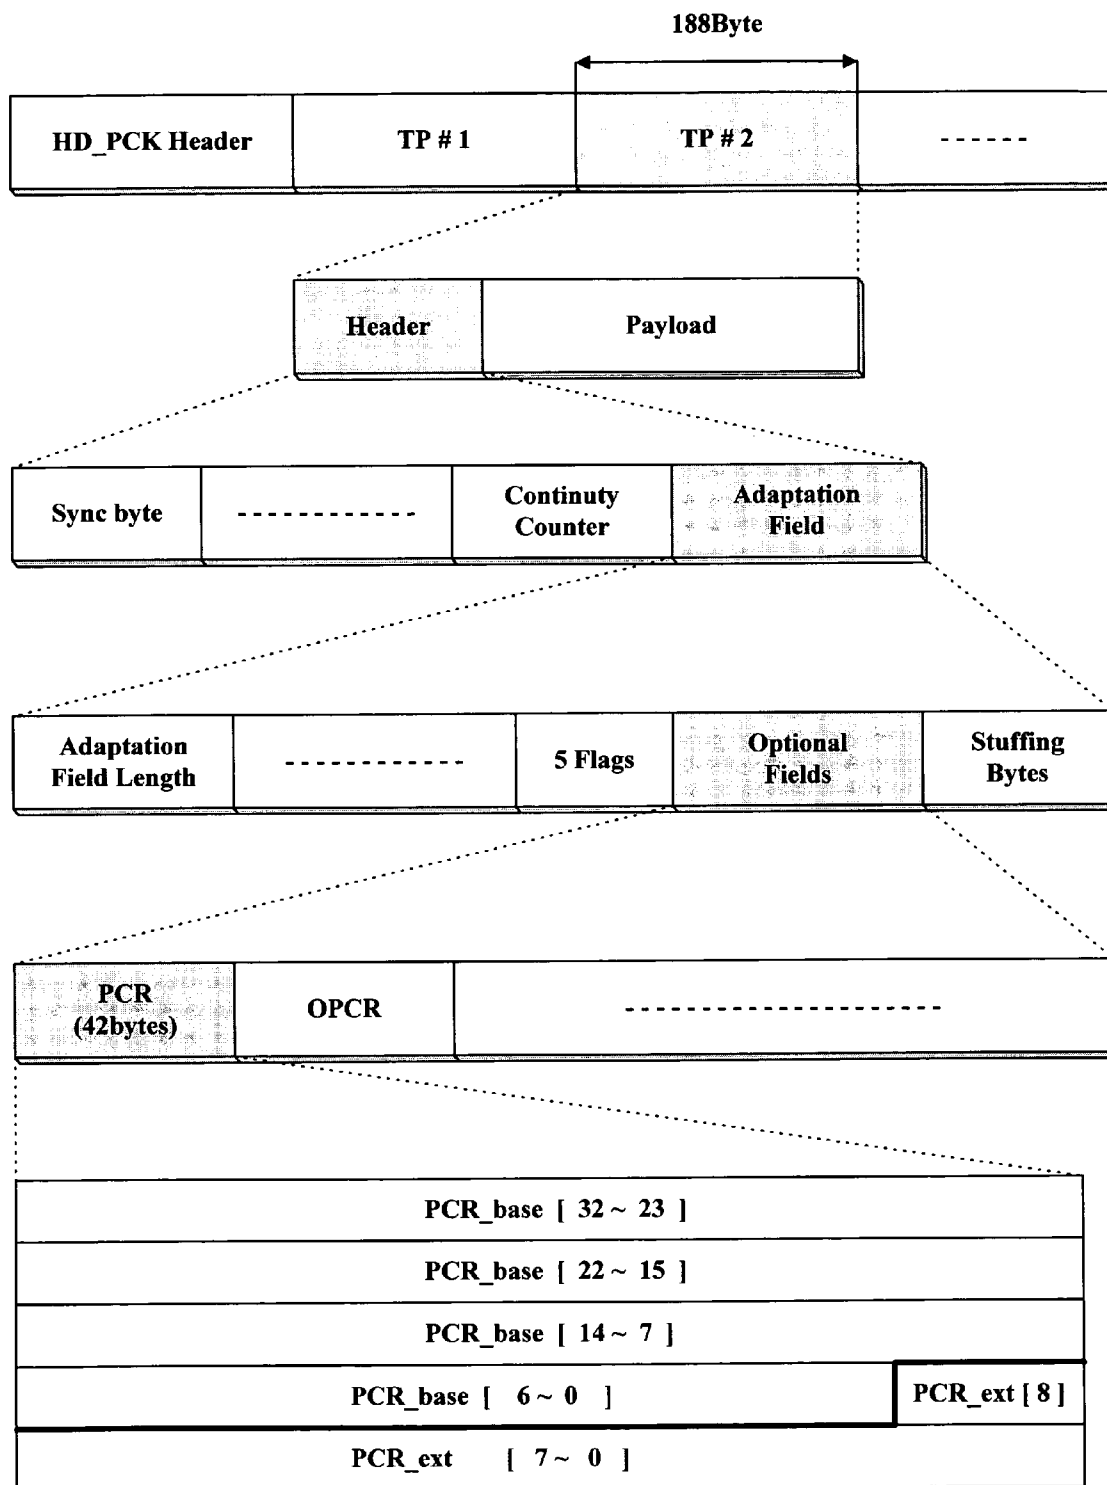 188Byte
HD_PCK Header
TP # 1
TP # 2
Header
Payload
Sync byte
Continuty
Counter
Adaptation
Field
Adaptation
Field Length
5 Flags
Optional
Fields
Stuffing
Bytes
PCR
(42bytes)
OPCR
PCR_base [ 32 ~ 23 ]
PCR_base [ 22 ~ 15 ]
PCR_base [ 14 ~ 7 ]
PCR_base [ 6 ~ 0 ]
PCR_ext [ 8 ]
PCR_ext [ 7 ~ 0 ]